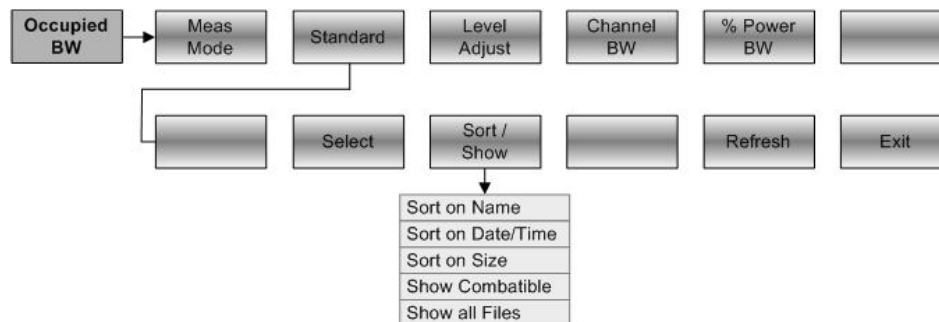 Occupied
BW
Meas
Mode
Standard
Level
Adjust
Channel
BW
% Power
BW
Select
Sort /
Show
Refresh
Exit
Sort on Name
Sort on Date/Time
Sort on Size
Show Combatible
Show all Files